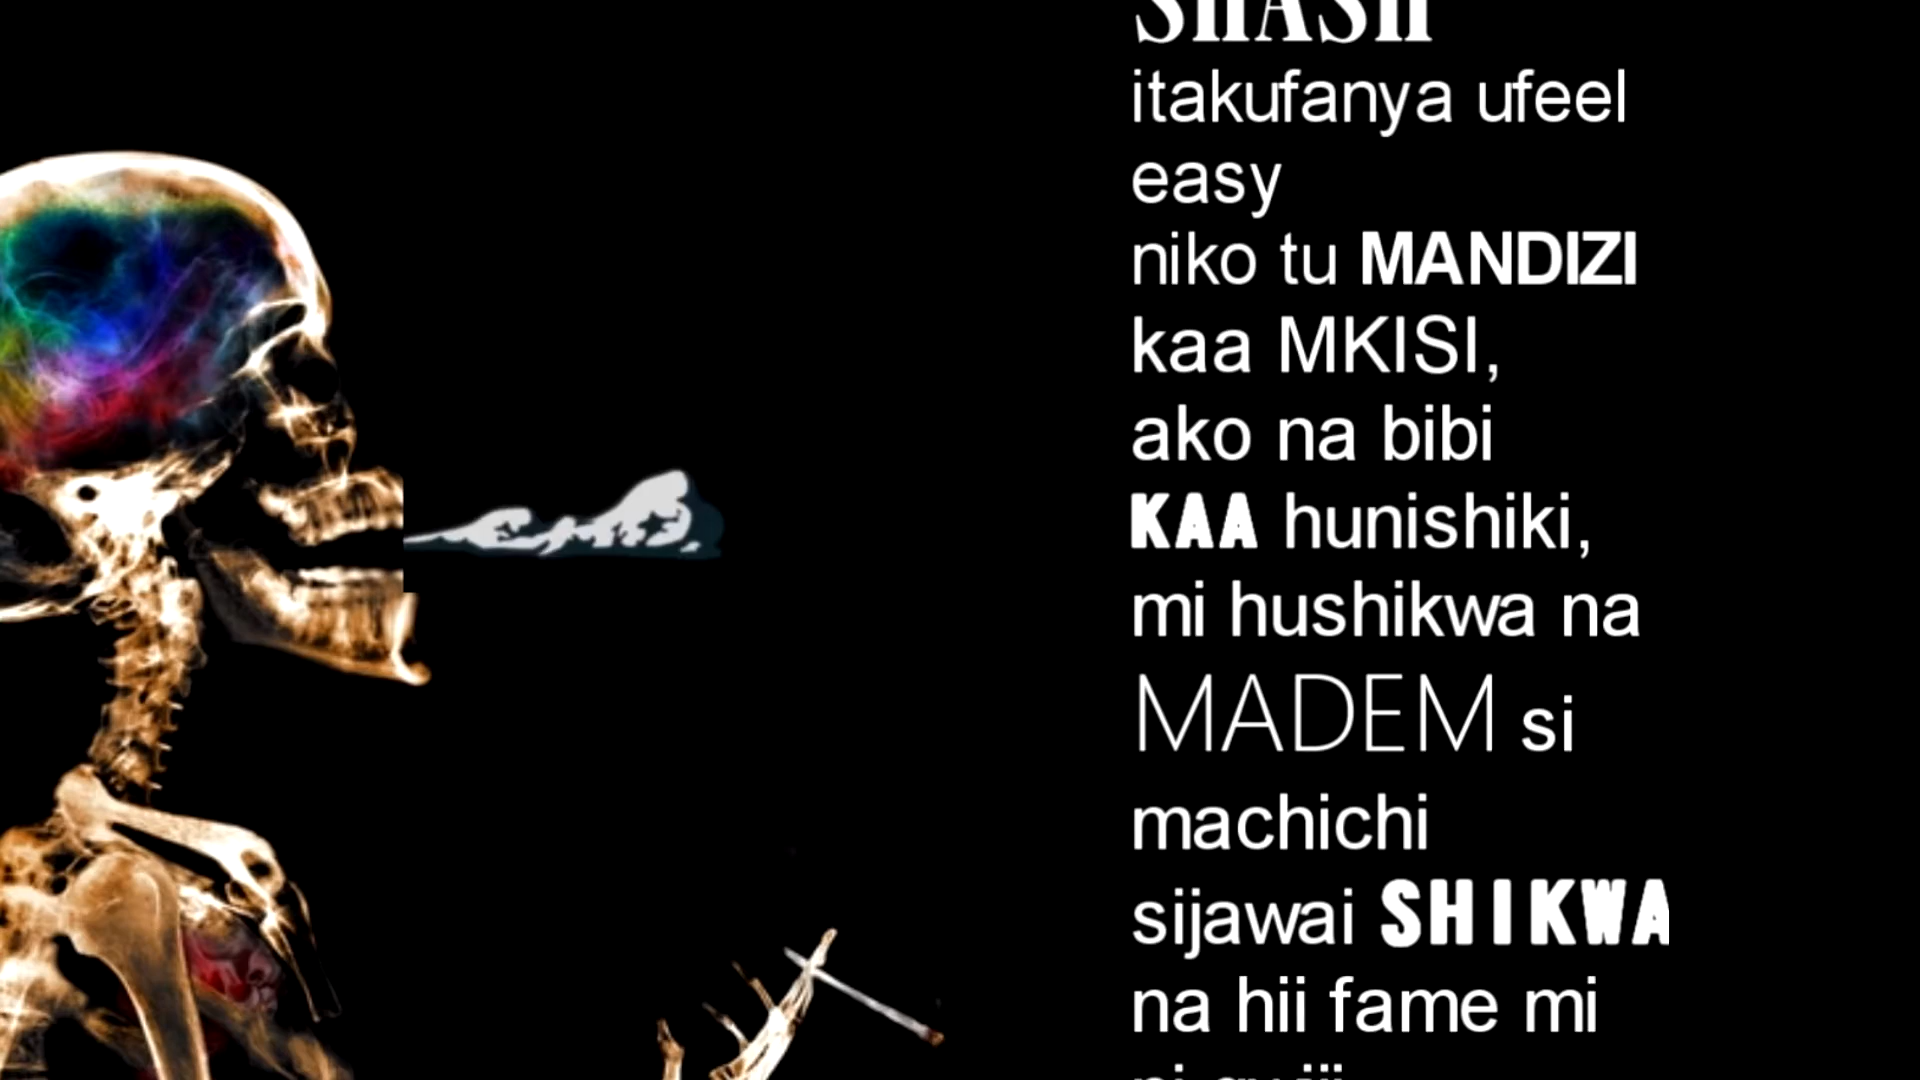 SHASH
itakufanya ufeel
easy
niko tu MANDIZI
kaa MKISI,
ako na bibi
KAA hunishiki,
mi hushikwa na
MADEM si
machichi
sijawai SHIKWA
na hii fame mi